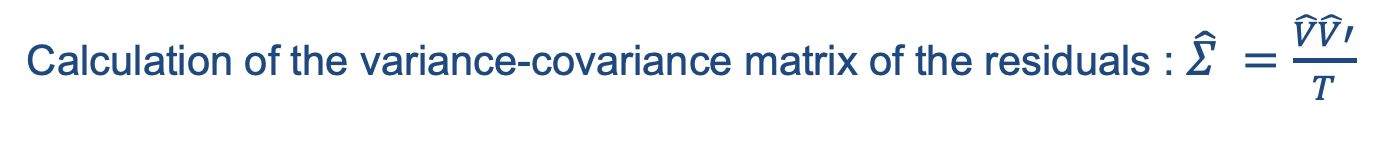 Calculation of the variance-covariance matrix of the residuals : Σ̂ = V̂V̂′ / T